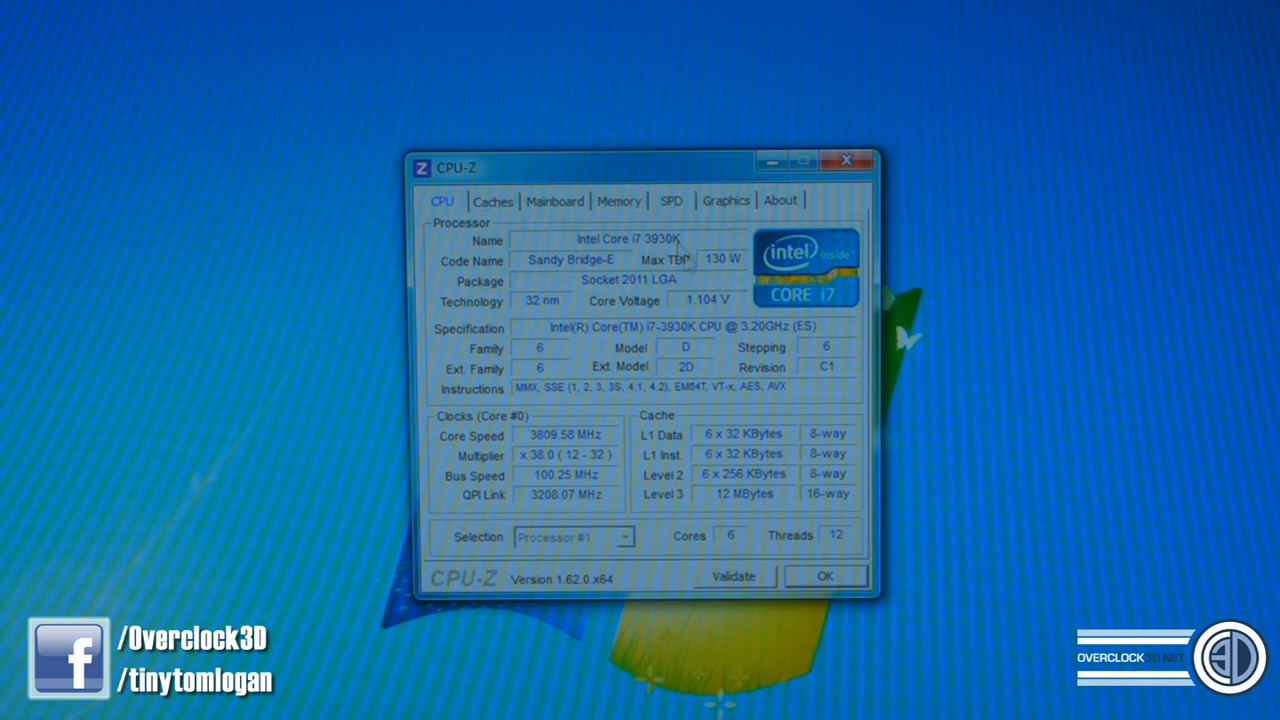 Z CPU-Z
CPU Caches Mainboard Memory SPD Graphics About
Processor
Name Intel Core i7 3930K
Code Name Sandy Bridge-E Max TDP 130 W
Package Socket 2011 LGA
Technology 32 nm Core Voltage 1.104 V
intel inside™
CORE i7
Specification Intel(R) Core(TM) i7-3930K CPU @ 3.20GHz (ES)
Family 6 Model D Stepping 6
Ext. Family 6 Ext. Model 2D Revision C1
Instructions MMX, SSE (1, 2, 3, 3S, 4.1, 4.2), EM64T, VT-x, AES, AVX
Clocks (Core #0)
Core Speed 3809.58 MHz
Multiplier x 38.0 ( 12 - 32 )
Bus Speed 100.25 MHz
QPI Link 3208.07 MHz
Cache
L1 Data 6 x 32 KBytes 8-way
L1 Inst. 6 x 32 KBytes 8-way
Level 2 6 x 256 KBytes 8-way
Level 3 12 MBytes 16-way
Selection Processor #1 Cores 6 Threads 12
CPU-Z Version 1.62.0.x64 Validate OK
f /Overclock3D
/tinytomlogan
OVERCLOCK3D.NET 3D